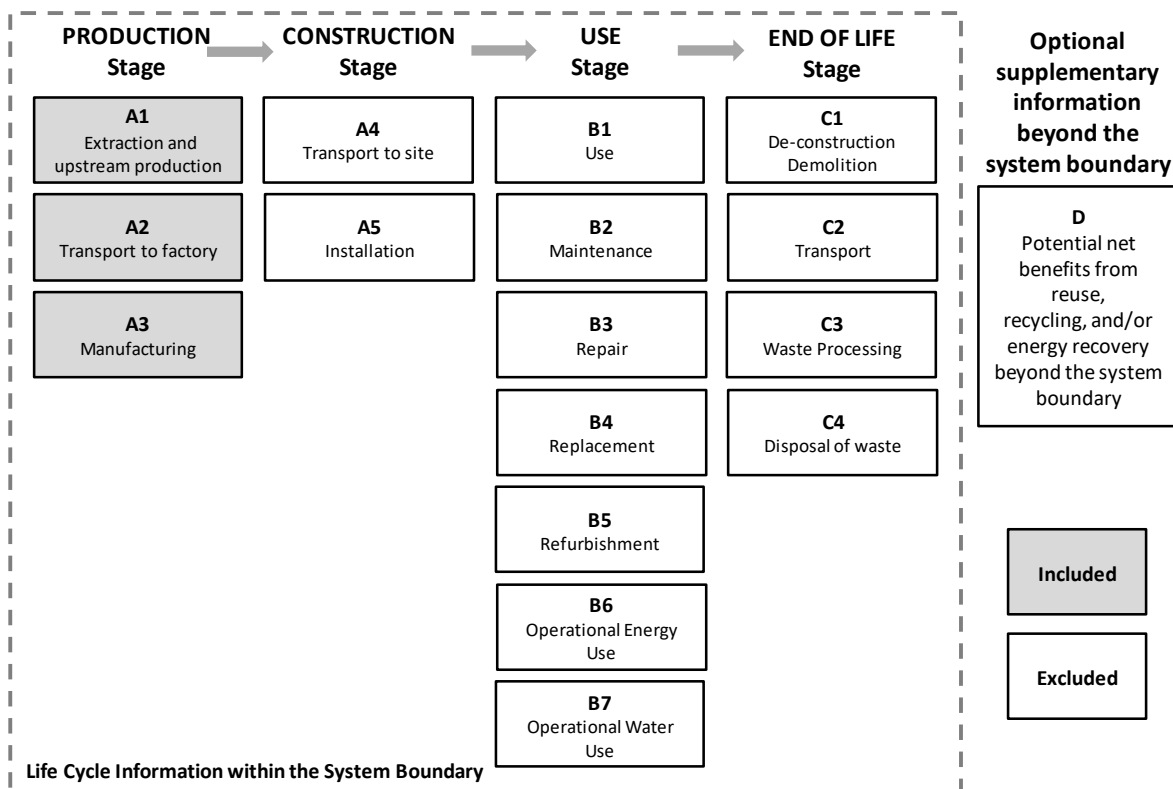 PRODUCTION
Stage
CONSTRUCTION
Stage
USE
Stage
END OF LIFE
Stage
A1
Extraction and
upstream production
A2
Transport to factory
A3
Manufacturing
A4
Transport to site
A5
Installation
B1
Use
B2
Maintenance
B3
Repair
B4
Replacement
B5
Refurbishment
B6
Operational Energy
Use
B7
Operational Water
Use
C1
De-construction
Demolition
C2
Transport
C3
Waste Processing
C4
Disposal of waste
Life Cycle Information within the System Boundary
Optional
supplementary
information
beyond the
system boundary
D
Potential net
benefits from
reuse,
recycling, and/or
energy recovery
beyond the system
boundary
Included
Excluded